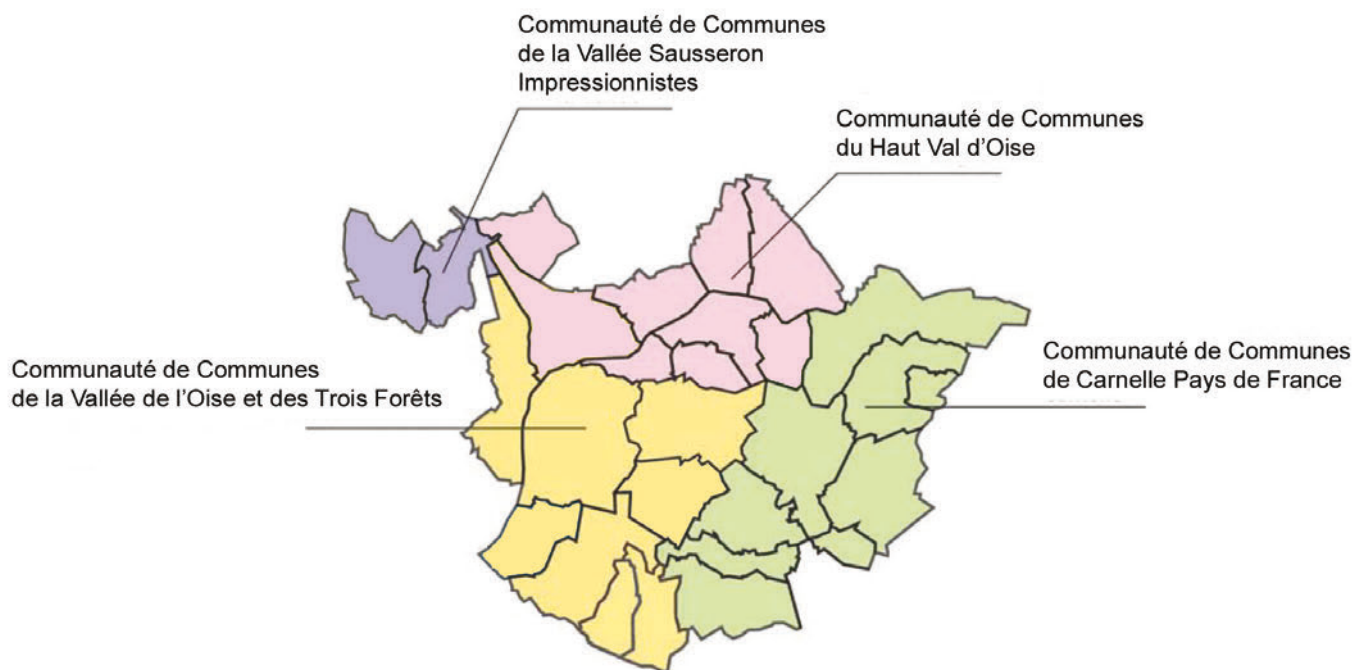 Communauté de Communes
de la Vallée Sausseron
Impressionnistes
Communauté de Communes
du Haut Val d’Oise
Communauté de Communes
de la Vallée de l’Oise et des Trois Forêts
Communauté de Communes
de Carnelle Pays de France